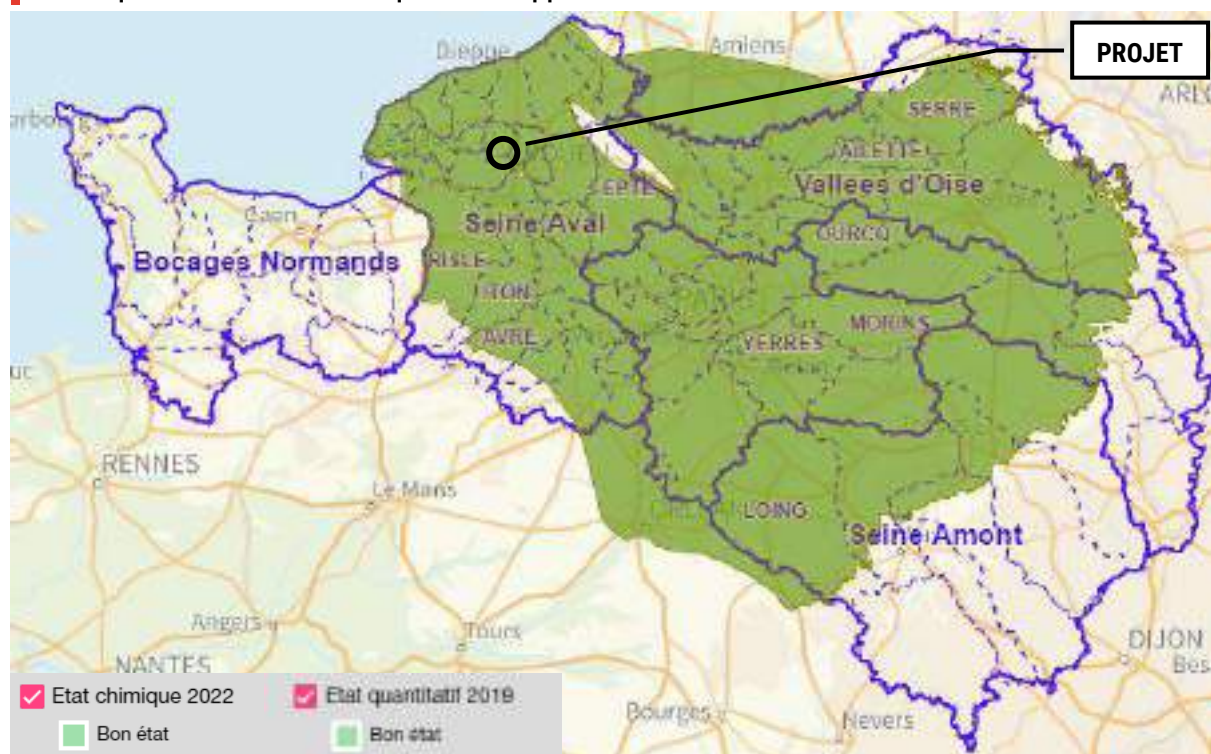 PROJET
Dieppe
Amiens
SERRE
AILETTE
EPTE
Vallees d'Oise
Seine Aval
OURCQ
Caen
Bocages Normands
RISLE
ITON
MORINS
AVRE
YERRES
RENNES
Le Mans
LOING
Seine Amont
Angers
Tours
DIJON
NANTES
Bes
Etat chimique 2022
Etat quantitatif 2019
Bourges
Nevers
Bon état
Bon état